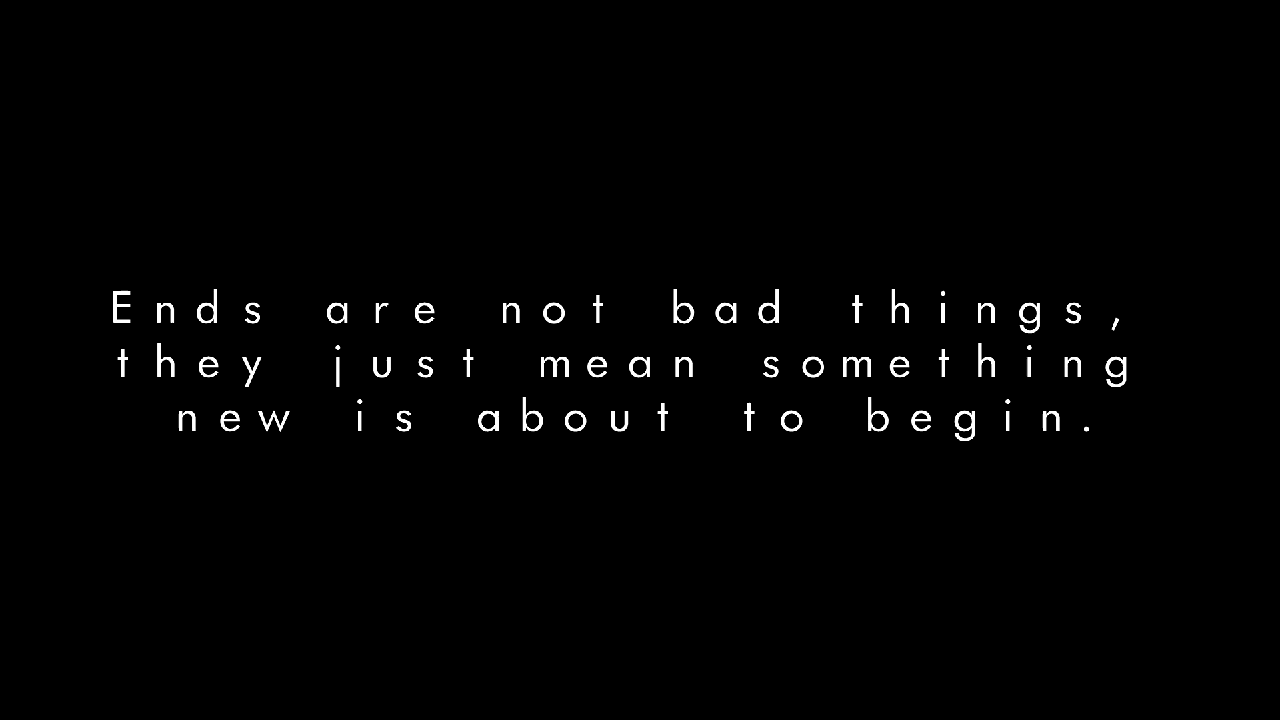 Ends are not bad things,
they just mean something
new is about to begin.